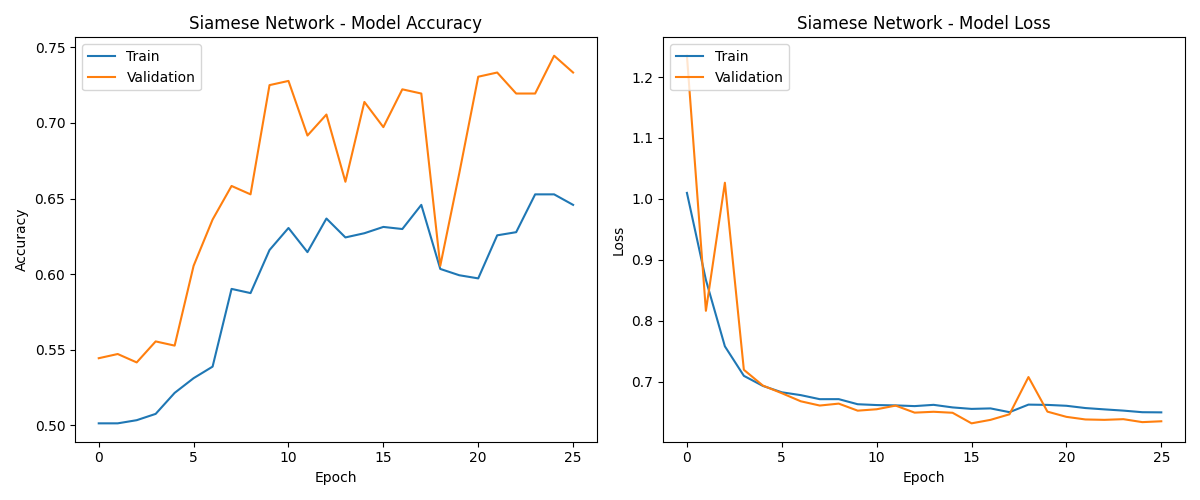 Siamese Network - Model Accuracy
Train
Validation
0.75
0.70
0.65
0.60
0.55
0.50
Accuracy
0 5 10 15 20 25
Epoch
Siamese Network - Model Loss
Train
Validation
1.2
1.1
1.0
0.9
0.8
0.7
Loss
0 5 10 15 20 25
Epoch